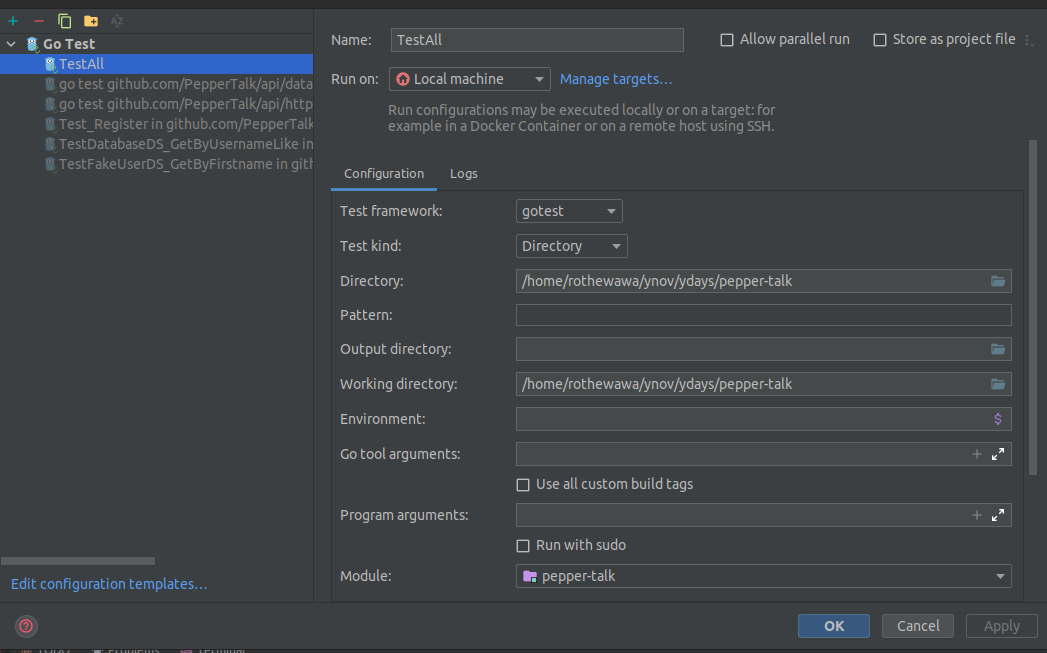 Go Test
TestAll
go test github.com/PepperTalk/api/data
go test github.com/PepperTalk/api/http
Test_Register in github.com/PepperTalk
TestDatabaseDS_GetByUsernameLike in
TestFakeUserDS_GetByFirstname in gith
Edit configuration templates...
Name: TestAll
Allow parallel run
Store as project file
Run on: Local machine Manage targets...
Run configurations may be executed locally or on a target: for
example in a Docker Container or on a remote host using SSH.
Configuration Logs
Test framework: gotest
Test kind: Directory
Directory: /home/rothewawa/ynov/ydays/pepper-talk
Pattern:
Output directory:
Working directory: /home/rothewawa/ynov/ydays/pepper-talk
Environment: $
Go tool arguments:
Use all custom build tags
Program arguments:
Run with sudo
Module: pepper-talk
?
OK Cancel Apply